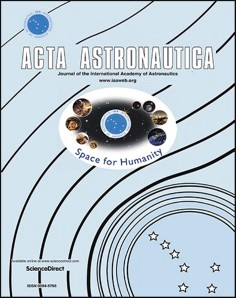 ACTA ASTRONAUTICA
Journal of the International Academy of Astronautics
www.iaaweb.org
Space for Humanity
available online at www.sciencedirect.com
ScienceDirect
ISSN 0094-5765